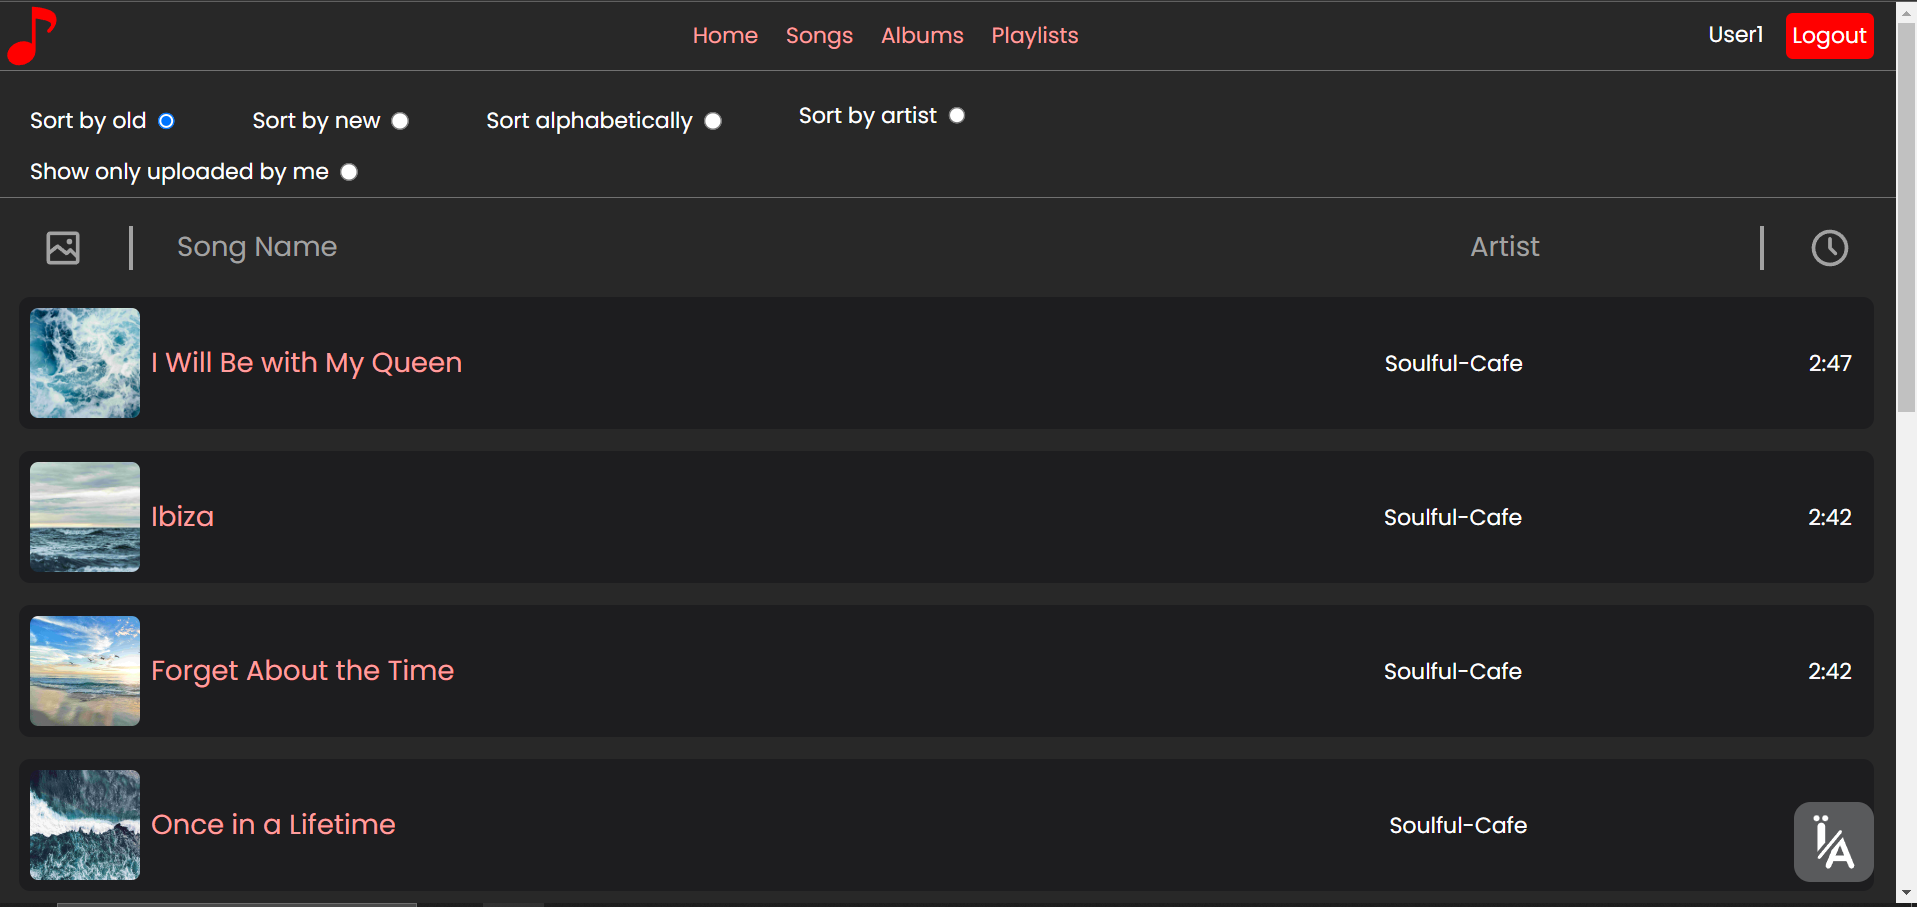 Home Songs Albums Playlists User1 Logout
Sort by old Sort by new Sort alphabetically Sort by artist
Show only uploaded by me
Song Name Artist
I Will Be with My Queen Soulful-Cafe 2:47
Ibiza Soulful-Cafe 2:42
Forget About the Time Soulful-Cafe 2:42
Once in a Lifetime Soulful-Cafe
ÏA